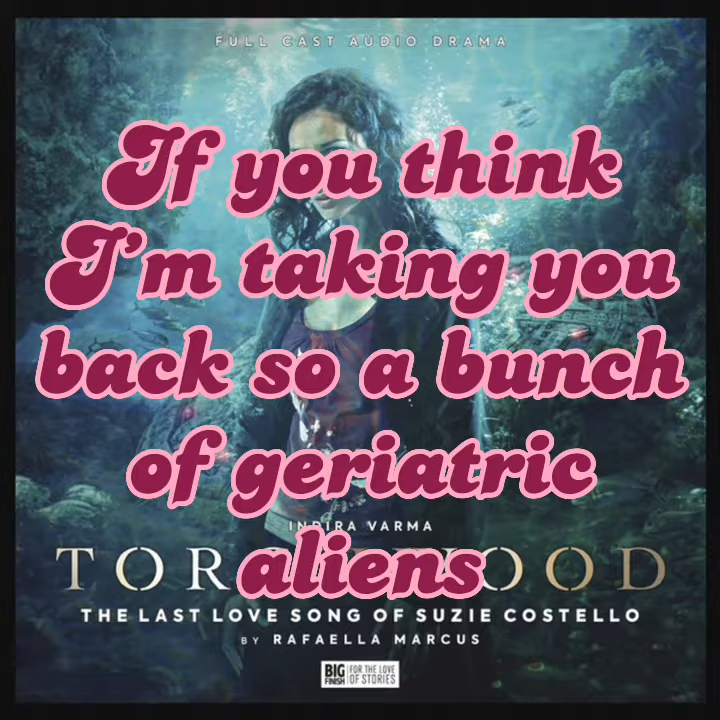 FULL CAST AUDIO DRAMA
If you think
I'm taking you
back so a bunch
of geriatric
aliens
INDIRA VARMA
TOR OOD
THE LAST LOVE SONG OF SUZIE COSTELLO
BY RAFAELLA MARCUS
BIG FINISH FOR THE LOVE OF STORIES